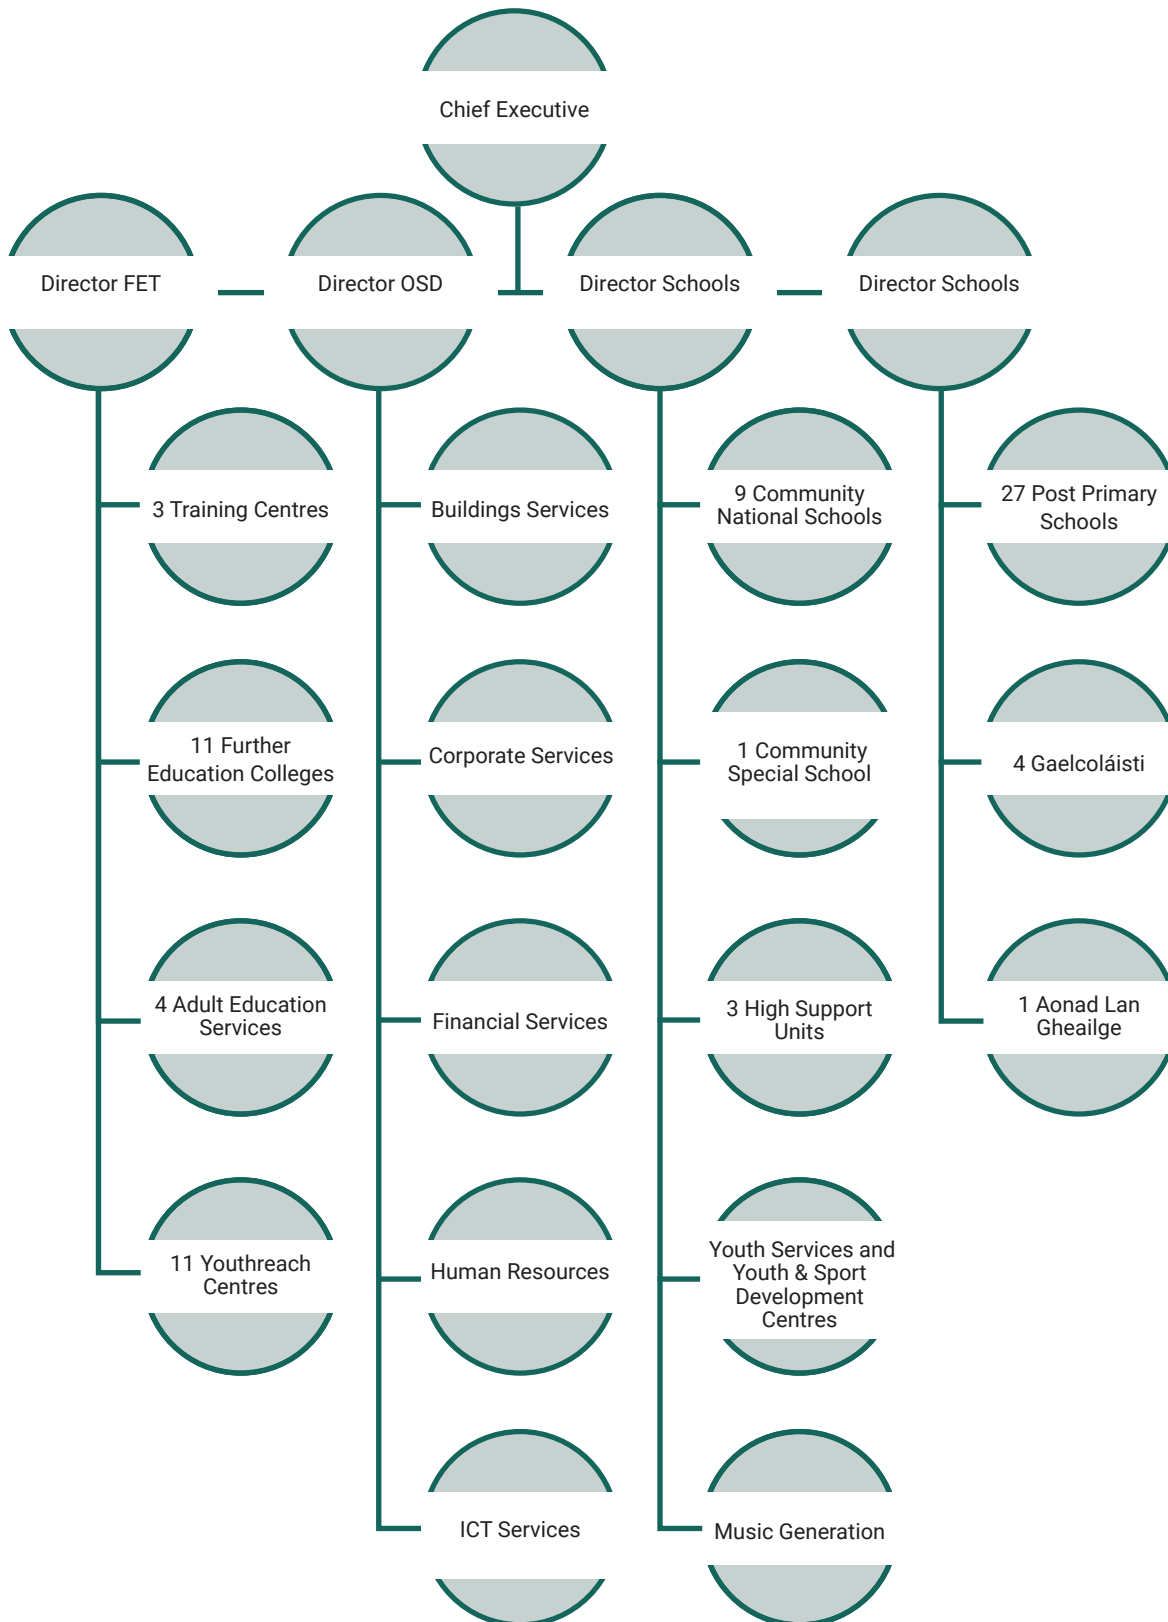 Chief Executive
Director FET
Director OSD
Director Schools
Director Schools
3 Training Centres
Buildings Services
9 Community
National Schools
27 Post Primary
Schools
11 Further
Education Colleges
Corporate Services
1 Community
Special School
4 Gaelcoláisti
4 Adult Education
Services
Financial Services
3 High Support
Units
1 Aonad Lan
Gheailge
11 Youthreach
Centres
Human Resources
Youth Services and
Youth & Sport
Development
Centres
ICT Services
Music Generation